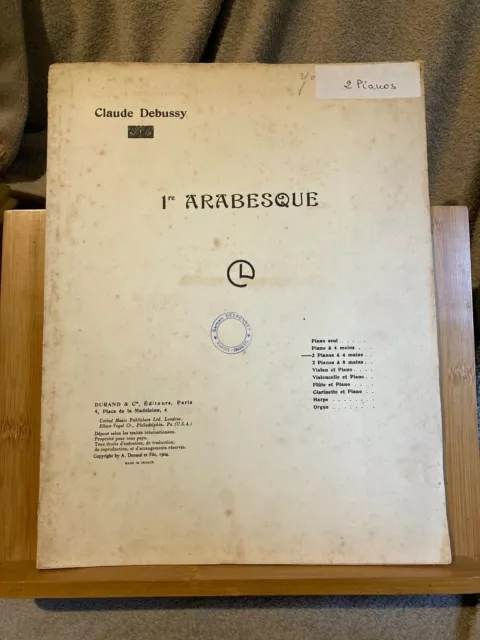 2 Pianos
Claude Debussy
1re ARABESQUE
Piano seul . . .
Piano à 4 mains . .
2 Pianos à 4 mains . .
2 Pianos à 8 mains . .
Violon et Piano . . .
Violoncelle et Piano . .
Flûte et Piano . . .
Clarinette et Piano . .
Harpe . . . .
Orgue . . . .
DURAND & Cie, Éditeurs, Paris
4, Place de la Madeleine, 4
United Music Publishers Ltd. Londres.
Elkan-Vogel Co., Philadelphia, Pa (U.S.A.)
Déposé selon les traités internationaux.
Propriété pour tous pays.
Tous droits d'exécution, de traduction,
de reproduction, et d'arrangements réservés.
Copyright by A. Durand et Fils, 1904
MADE IN FRANCE